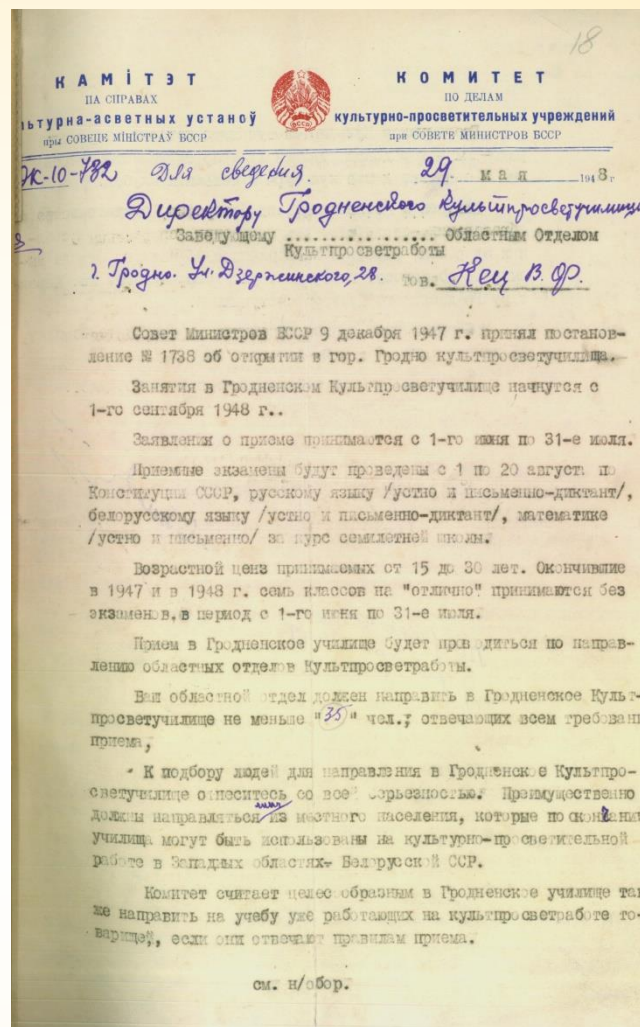 18
КАМІТЭТ
ПА СПРАВАХ
льтурна-асветных устаноў
пры СОВЕЦЕ МІНІСТРАЎ БССР
КОМИТЕТ
ПО ДЕЛАМ
культурно-просветительных учреждений
при СОВЕТЕ МИНИСТРОВ БССР
ЭК-10-782 Для сведения.
29 мая 1948.
Директору Гродненского Культпросветучилища
Заведующему ............... Областным Отделом
Культпросветработы
г. Гродно. Ул. Дзержинского, 28.
тов. Кец В.Ф.
Совет Министров БССР 9 декабря 1947 г. принял постанов-
ление № 1738 об открытии в гор. Гродно культпросветучилища.
Занятия в Гродненском Культпросветучилище начнутся с
1-го сентября 1948 г..
Заявления о приеме принимаются с 1-го июня по 31-е июля.
Приемные экзамены будут проведены с 1 по 20 августа по
Конституции СССР, русскому языку /устно и письменно-диктант/,
белорусскому языку /устно и письменно-диктант/, математике
/устно и письменно/ за курс семилетней школы.
Возрастной ценз принимаемых от 15 до 30 лет. Окончившие
в 1947 и в 1948 г. семь классов на "отлично" принимаются без
экзаменов, в период с 1-го июня по 31-е июля.
Прием в Гродненское училище будет проводиться по направ-
лению областных отделов Культпросветработы.
Ваш областной отдел должен направить в Гродненское Культ-
просветучилище не меньше "35" чел., отвечающих всем требовани
приема,
К подбору людей для направления в Гродненское Культпро-
светучилище отнеситесь со всей серьезностью. Преимущественно
должны направляться из местного населения, которые по окончании
училища могут быть использованы на культурно-просветительной
работе в Западных областях Белорусской ССР.
Комитет считает целесообразным в Гродненское училище так
же направить на учебу уже работающих на культпросветработе то-
варищей, если они отвечают правилам приема.
см. н/обор.